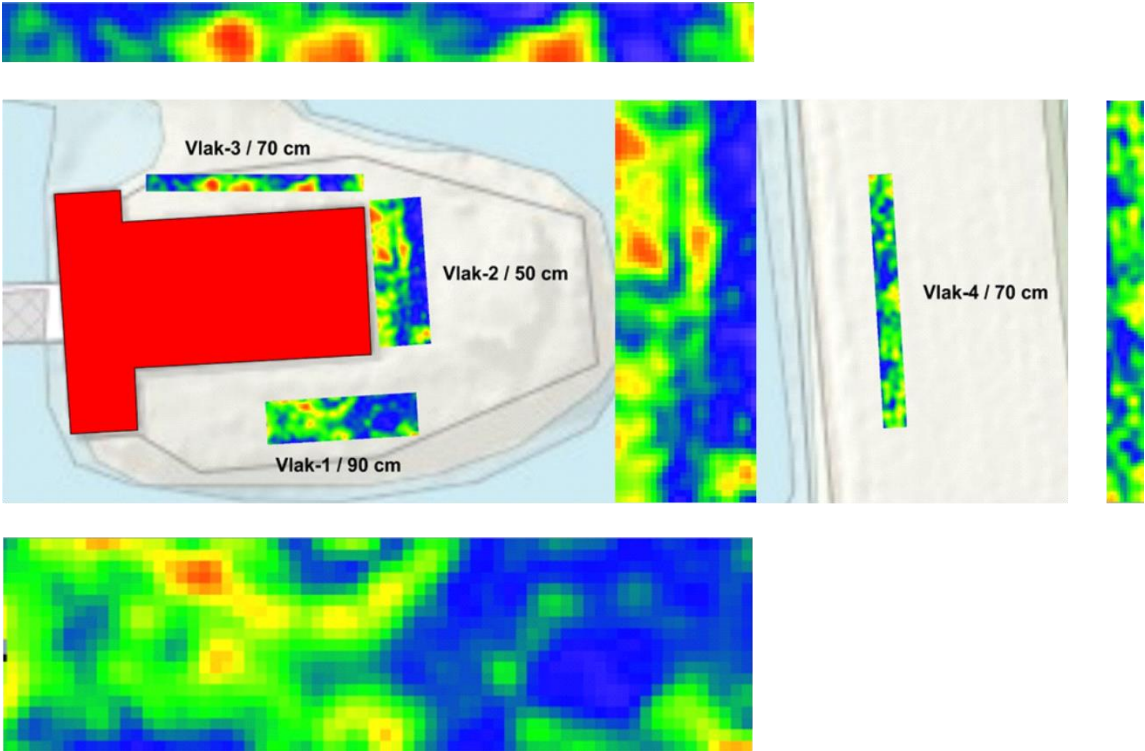 Vlak-3 / 70 cm
Vlak-2 / 50 cm
Vlak-4 / 70 cm
Vlak-1 / 90 cm